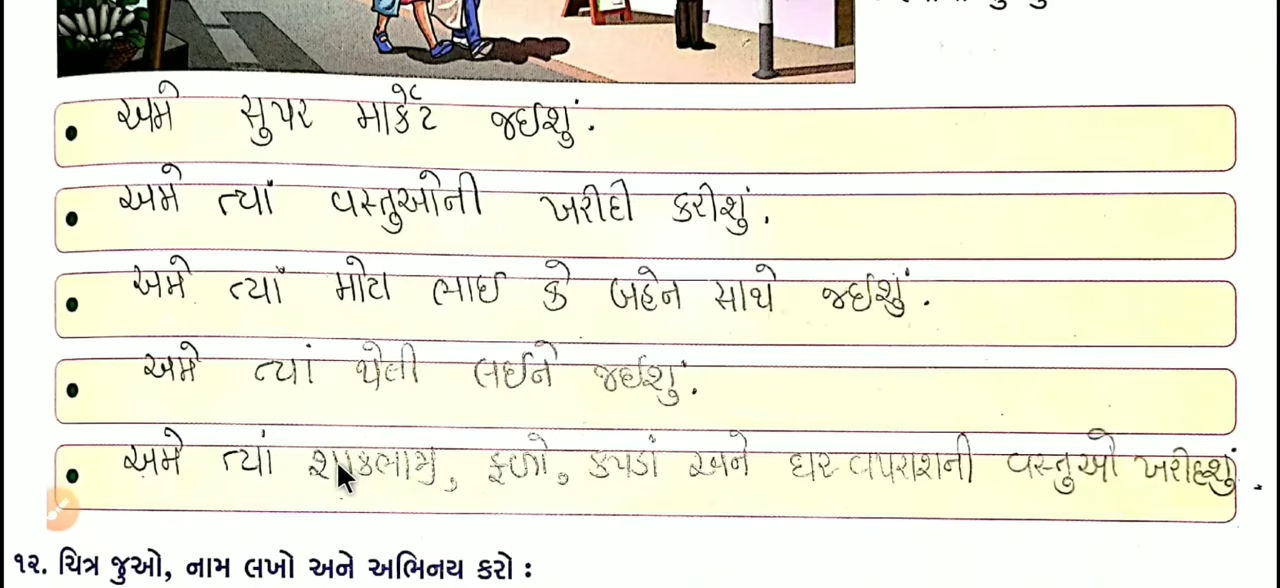 અમે સુપર માર્કેટ જઈશું.
અમે ત્યાં વસ્તુઓની ખરીદી કરીશું.
અમે ત્યાં મોટા ભાઈ કે બહેન સાથે જઈશું.
અમે ત્યાં થેલી લઈને જઈશું.
અમે ત્યાં શાકભાજી, ફળો, કપડાં અને ઘર વપરાશની વસ્તુઓ ખરીદશું.
૧૨. ચિત્ર જુઓ, નામ લખો અને અભિનય કરો :